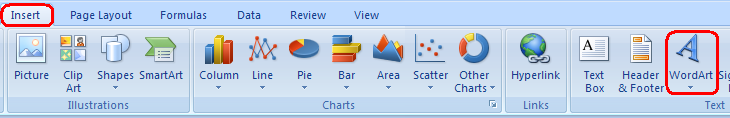 Insert Page Layout Formulas Data Review View
Picture Clip Art Shapes SmartArt Column Line Pie Bar Area Scatter Other Charts Hyperlink Text Box Header & Footer WordArt
Illustrations Charts Links Text